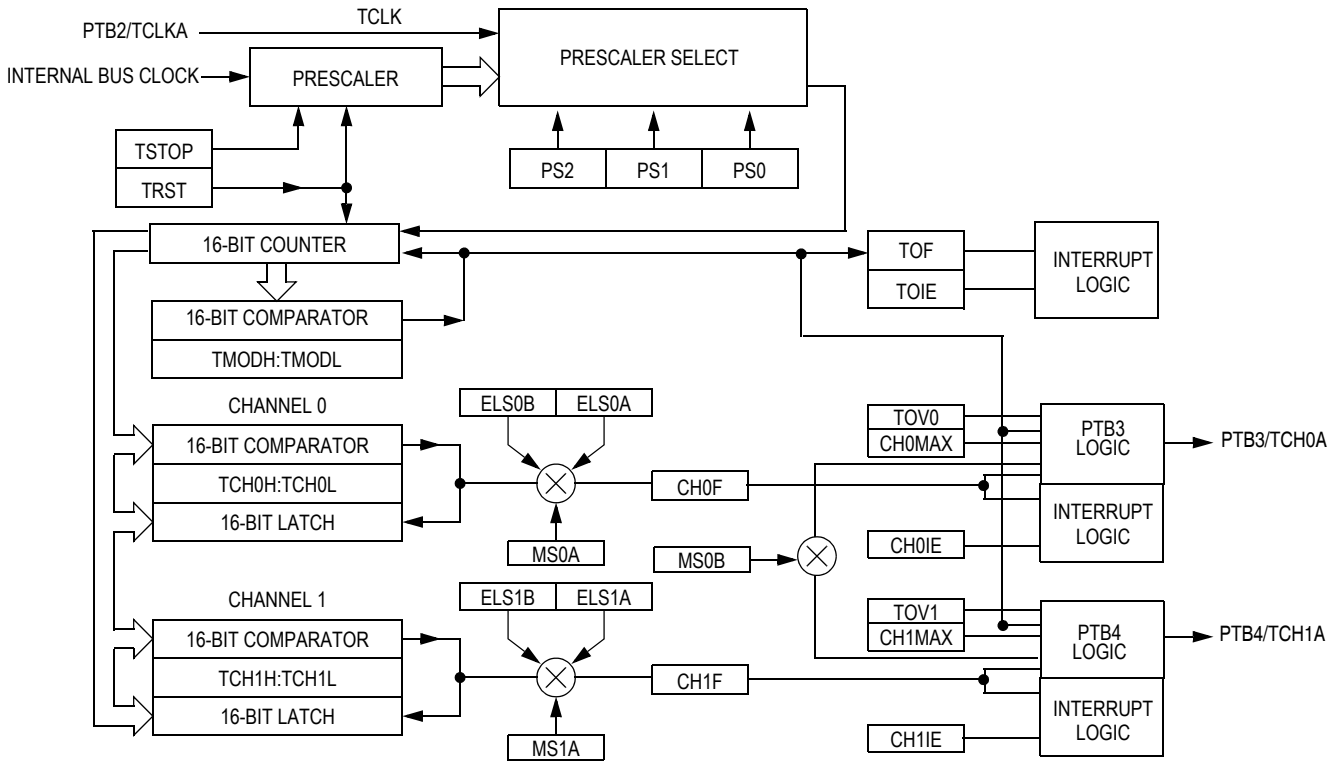 TCLK
PTB2/TCLKA
INTERNAL BUS CLOCK
PRESCALER
PRESCALER SELECT
TSTOP
TRST
PS2
PS1
PS0
16-BIT COUNTER
16-BIT COMPARATOR
TMODH:TMODL
TOF
TOIE
INTERRUPT
LOGIC
CHANNEL 0
16-BIT COMPARATOR
TCH0H:TCH0L
16-BIT LATCH
ELS0B
ELS0A
MS0A
CH0F
MS0B
TOV0
CH0MAX
CH0IE
PTB3
LOGIC
INTERRUPT
LOGIC
PTB3/TCH0A
CHANNEL 1
16-BIT COMPARATOR
TCH1H:TCH1L
16-BIT LATCH
ELS1B
ELS1A
MS1A
CH1F
TOV1
CH1MAX
CH1IE
PTB4
LOGIC
INTERRUPT
LOGIC
PTB4/TCH1A